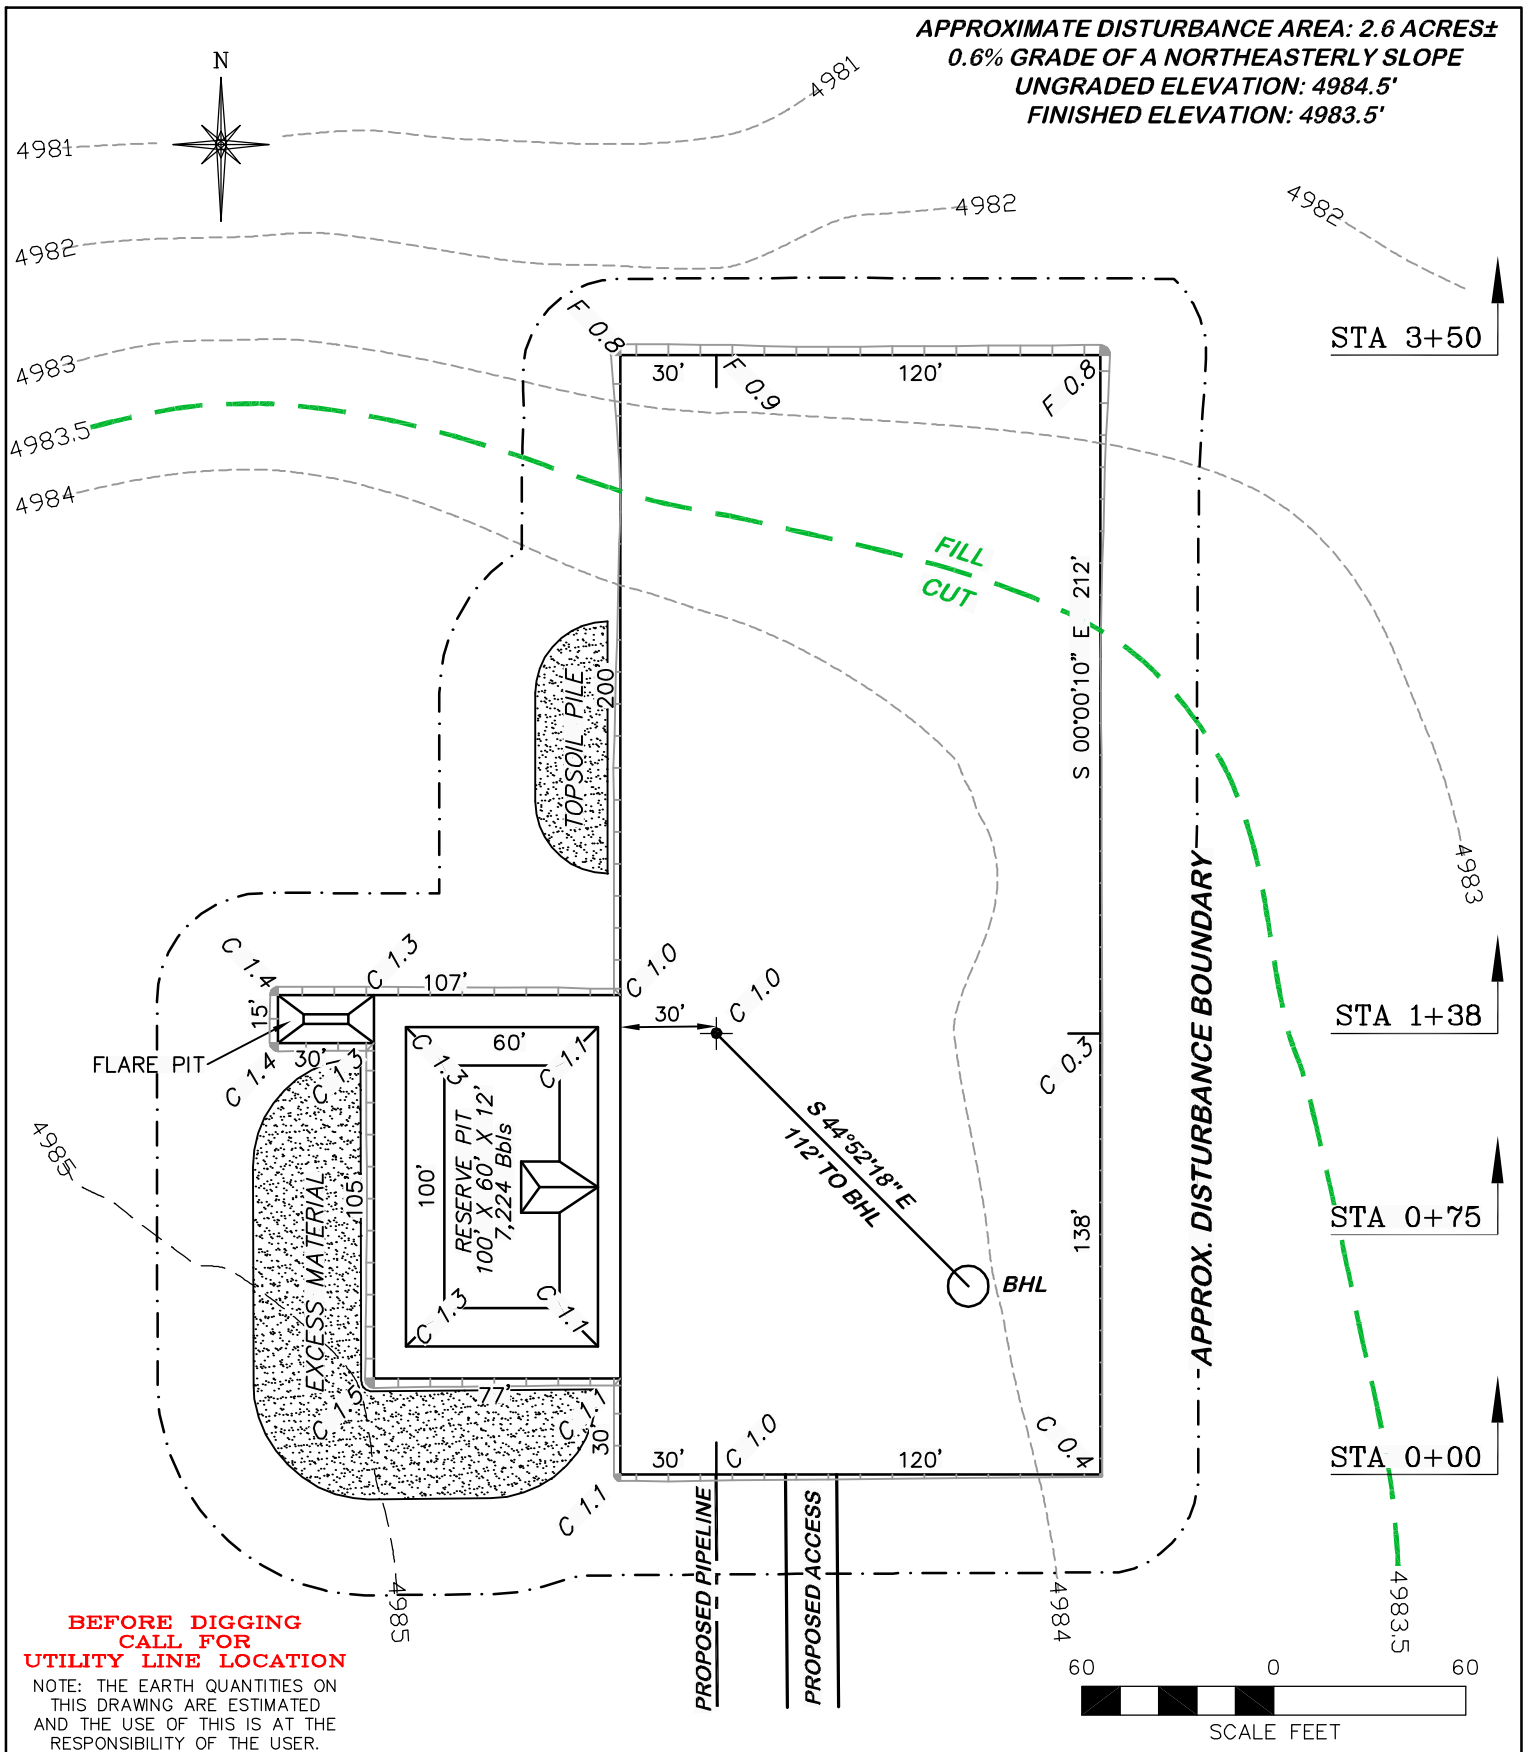 APPROXIMATE DISTURBANCE AREA: 2.6 ACRES±
0.6% GRADE OF A NORTHEASTERLY SLOPE
UNGRADED ELEVATION: 4984.5'
FINISHED ELEVATION: 4983.5'
N
4981
4981
4982
4982
4982
STA 3+50
F 0.8
30'
F 0.9
120'
F 0.8
4983
4983.5
4984
FILL
CUT
S 00°00'10" E 212'
TOPSOIL PILE
200
4983
APPROX. DISTURBANCE BOUNDARY
C 1.4
C 1.3
107'
C 1.0
C 1.0
30'
STA 1+38
15'
FLARE PIT
C 1.4
30'
C 1.3
C 1.3
60'
C 1.1
C 0.3
RESERVE PIT
100' X 60' X 12'
7,224 Bbls
100'
S 44°52'18" E
112' TO BHL
BHL
138'
STA 0+75
4985
105'
EXCESS MATERIAL
C 1.3
C 1.1
C 1.5
77'
C 1.1
30'
30'
C 1.0
120'
C 0.4
STA 0+00
C 1.1
PROPOSED PIPELINE
PROPOSED ACCESS
4985
4984
4983.5
BEFORE DIGGING
CALL FOR
UTILITY LINE LOCATION
NOTE: THE EARTH QUANTITIES ON
THIS DRAWING ARE ESTIMATED
AND THE USE OF THIS IS AT THE
RESPONSIBILITY OF THE USER.
60 0 60
SCALE FEET